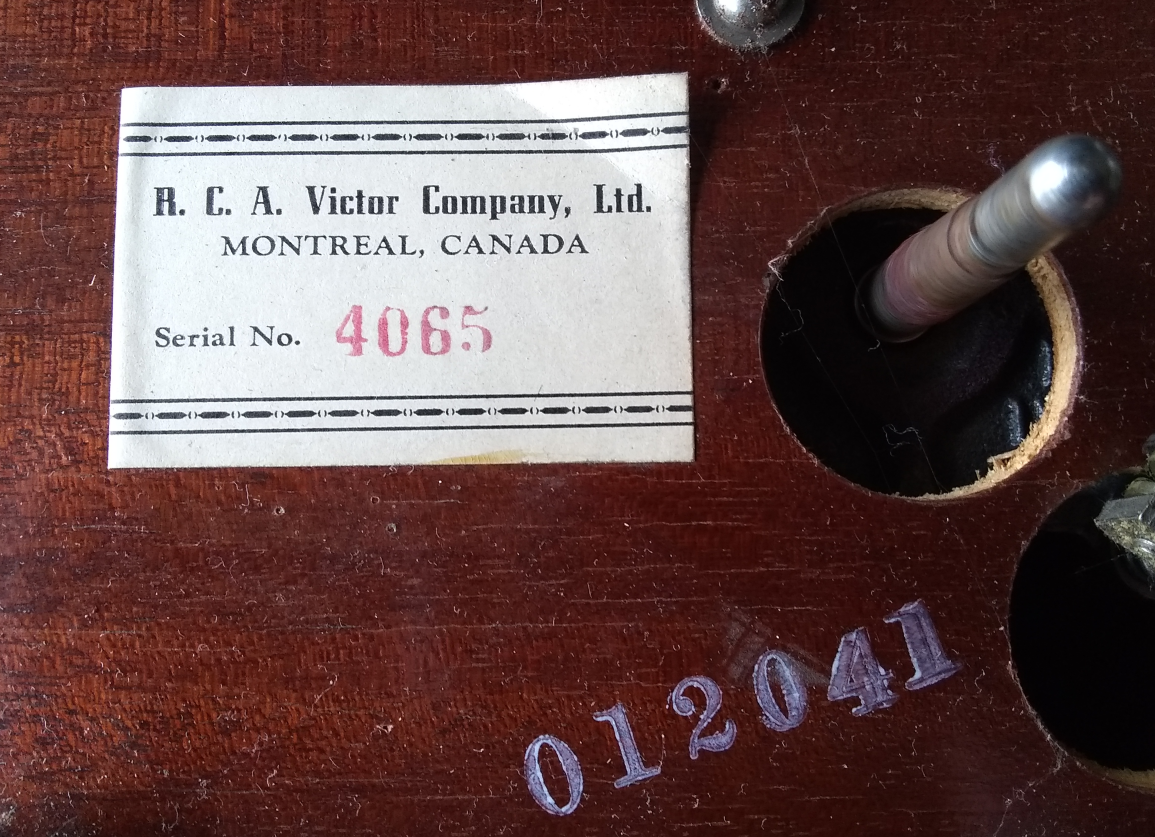 R. C. A. Victor Company, Ltd.
MONTREAL, CANADA
Serial No. 4065
012041